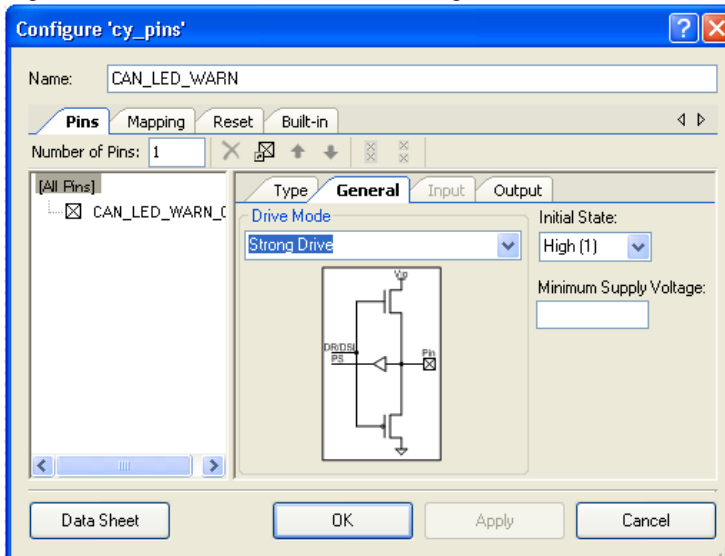 Configure 'cy_pins'
Name: CAN_LED_WARN
Pins Mapping Reset Built-in
Number of Pins: 1
[All Pins]
CAN_LED_WARN_0
Type General Input Output
Drive Mode
Strong Drive
Initial State:
High (1)
Minimum Supply Voltage:
Vio
DR/DSI
PS
Pin
Data Sheet OK Apply Cancel